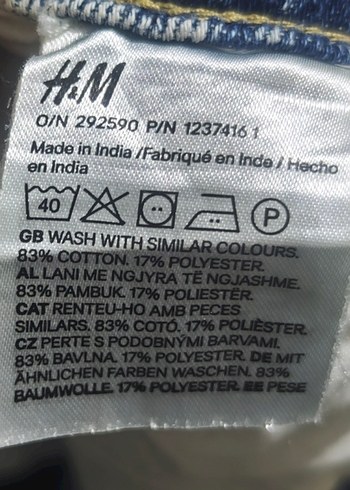 H&M
O/N 292590 P/N 1237416 1
Made in India /Fabriqué en Inde / Hecho
en India
40 P
GB WASH WITH SIMILAR COLOURS.
83% COTTON. 17% POLYESTER.
AL LANI ME NGJYRA TË NGJASHME.
83% PAMBUK. 17% POLIESTËR.
CAT RENTEU-HO AMB PECES
SIMILARS. 83% COTÓ. 17% POLIÈSTER.
CZ PERTE S PODOBNÝMI BARVAMI.
83% BAVLNA. 17% POLYESTER. DE MIT
ÄHNLICHEN FARBEN WASCHEN. 83%
BAUMWOLLE. 17% POLYESTER. EE PESE